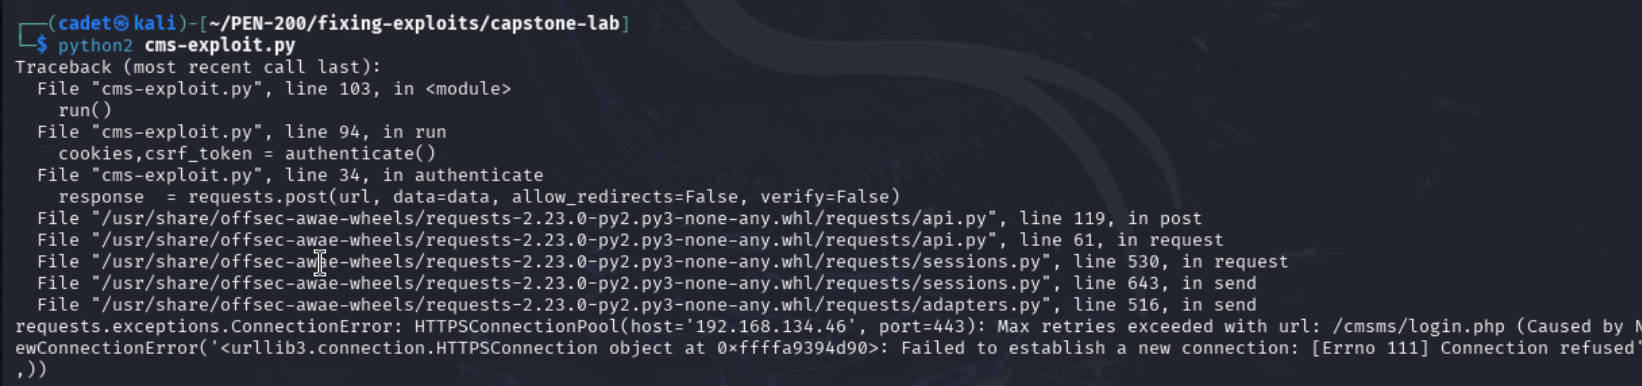 ┌──(cadet㉿kali)-[~/PEN-200/fixing-exploits/capstone-lab]
└─$ python2 cms-exploit.py
Traceback (most recent call last):
  File "cms-exploit.py", line 103, in <module>
    run()
  File "cms-exploit.py", line 94, in run
    cookies,csrf_token = authenticate()
  File "cms-exploit.py", line 34, in authenticate
    response  = requests.post(url, data=data, allow_redirects=False, verify=False)
  File "/usr/share/offsec-awae-wheels/requests-2.23.0-py2.py3-none-any.whl/requests/api.py", line 119, in post
  File "/usr/share/offsec-awae-wheels/requests-2.23.0-py2.py3-none-any.whl/requests/api.py", line 61, in request
  File "/usr/share/offsec-awae-wheels/requests-2.23.0-py2.py3-none-any.whl/requests/sessions.py", line 530, in request
  File "/usr/share/offsec-awae-wheels/requests-2.23.0-py2.py3-none-any.whl/requests/sessions.py", line 643, in send
  File "/usr/share/offsec-awae-wheels/requests-2.23.0-py2.py3-none-any.whl/requests/adapters.py", line 516, in send
requests.exceptions.ConnectionError: HTTPSConnectionPool(host='192.168.134.46', port=443): Max retries exceeded with url: /cmsms/login.php (Caused by N
ewConnectionError('<urllib3.connection.HTTPSConnection object at 0×ffffa9394d90>: Failed to establish a new connection: [Errno 111] Connection refused'
,))